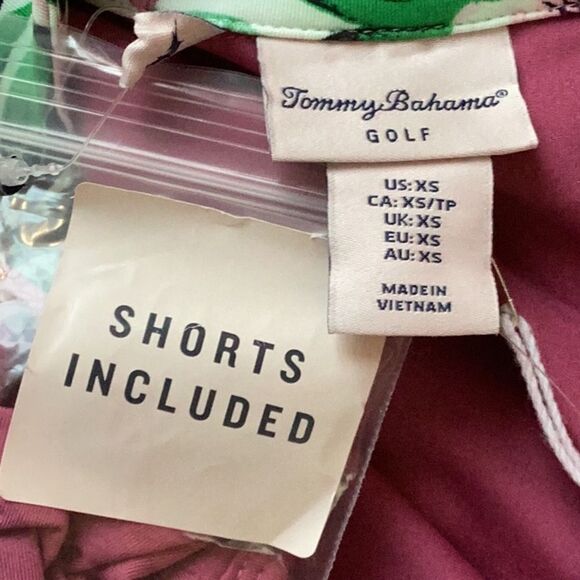 Tommy Bahama®
GOLF
US: XS
CA: XS/TP
UK: XS
EU: XS
AU: XS
MADE IN
VIETNAM
SHORTS
INCLUDED